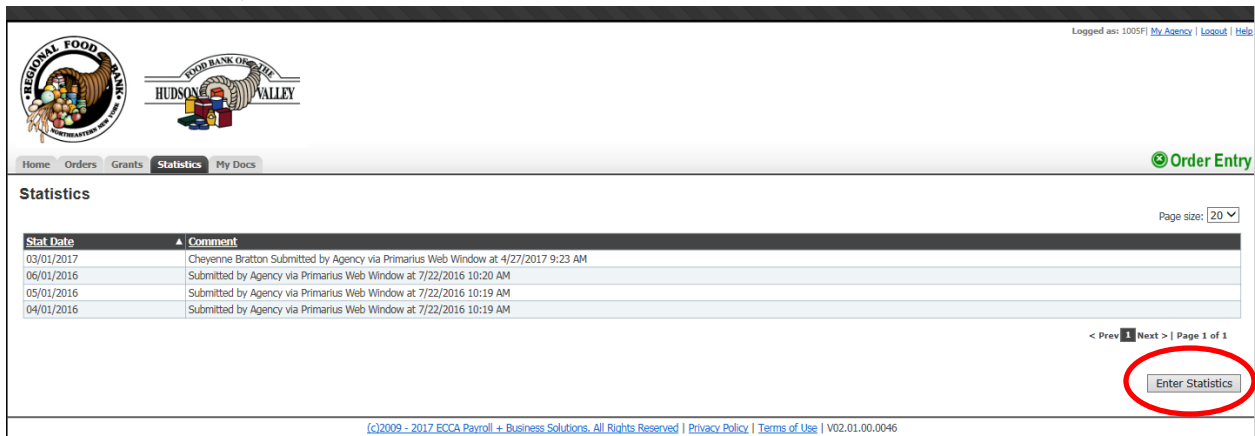 Logged as: 1005F| My Agency | Logout | Help
REGIONAL FOOD BANK
NORTHEASTERN NEW YORK
FOOD BANK OF THE
HUDSON VALLEY
Home Orders Grants Statistics My Docs
Order Entry
Statistics
Page size: 20
Stat Date Comment
03/01/2017 Cheyenne Bratton Submitted by Agency via Primarius Web Window at 4/27/2017 9:23 AM
06/01/2016 Submitted by Agency via Primarius Web Window at 7/22/2016 10:20 AM
05/01/2016 Submitted by Agency via Primarius Web Window at 7/22/2016 10:19 AM
04/01/2016 Submitted by Agency via Primarius Web Window at 7/22/2016 10:19 AM
< Prev 1 Next > | Page 1 of 1
Enter Statistics
(c)2009 - 2017 ECCA Payroll + Business Solutions. All Rights Reserved | Privacy Policy | Terms of Use | V02.01.00.0046